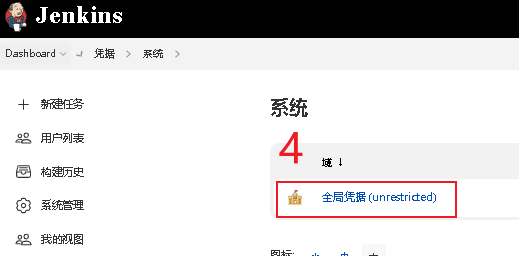 Jenkins
Dashboard 凭据 系统
新建任务
用户列表
构建历史
系统管理
我的视图
系统
4
域 ↓
全局凭据 (unrestricted)
图标: